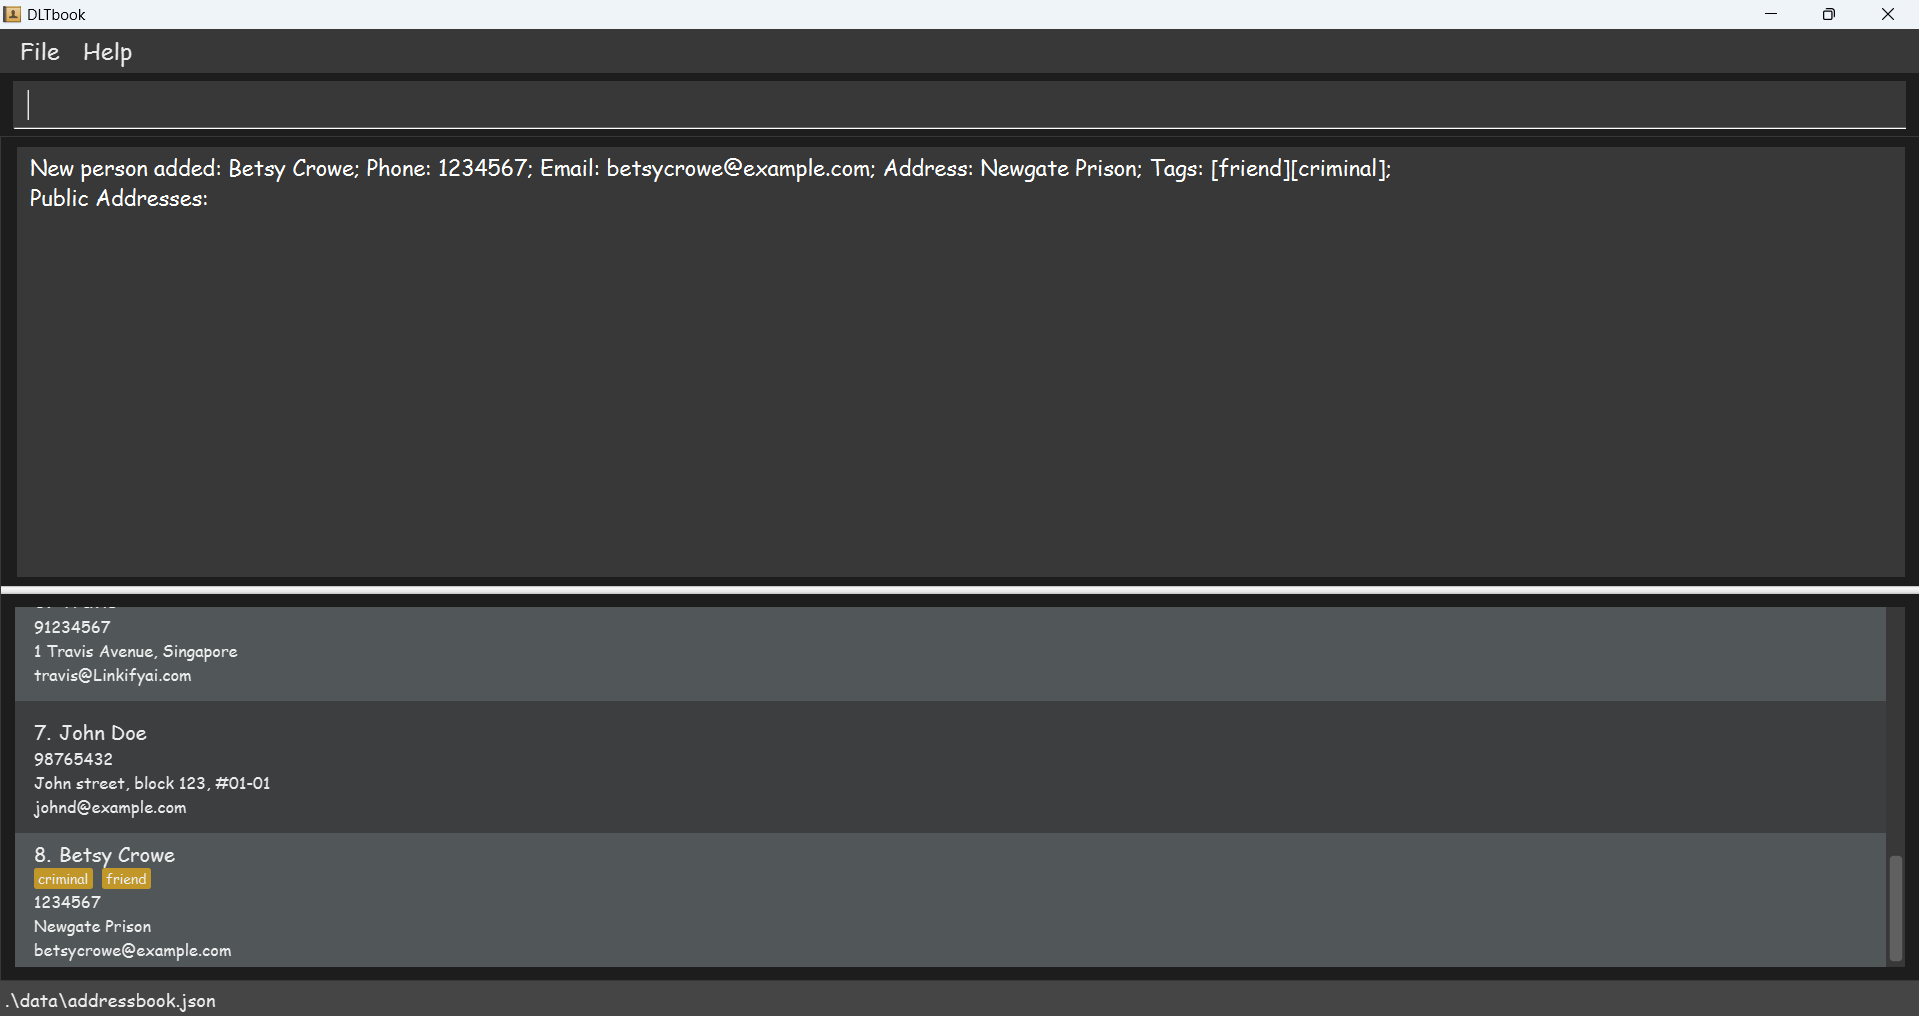 DLTbook
File Help
New person added: Betsy Crowe; Phone: 1234567; Email: betsycrowe@example.com; Address: Newgate Prison; Tags: [friend][criminal];
Public Addresses:
91234567
1 Travis Avenue, Singapore
travis@Linkifyai.com
7. John Doe
98765432
John street, block 123, #01-01
johnd@example.com
8. Betsy Crowe
criminal friend
1234567
Newgate Prison
betsycrowe@example.com
.\data\addressbook.json